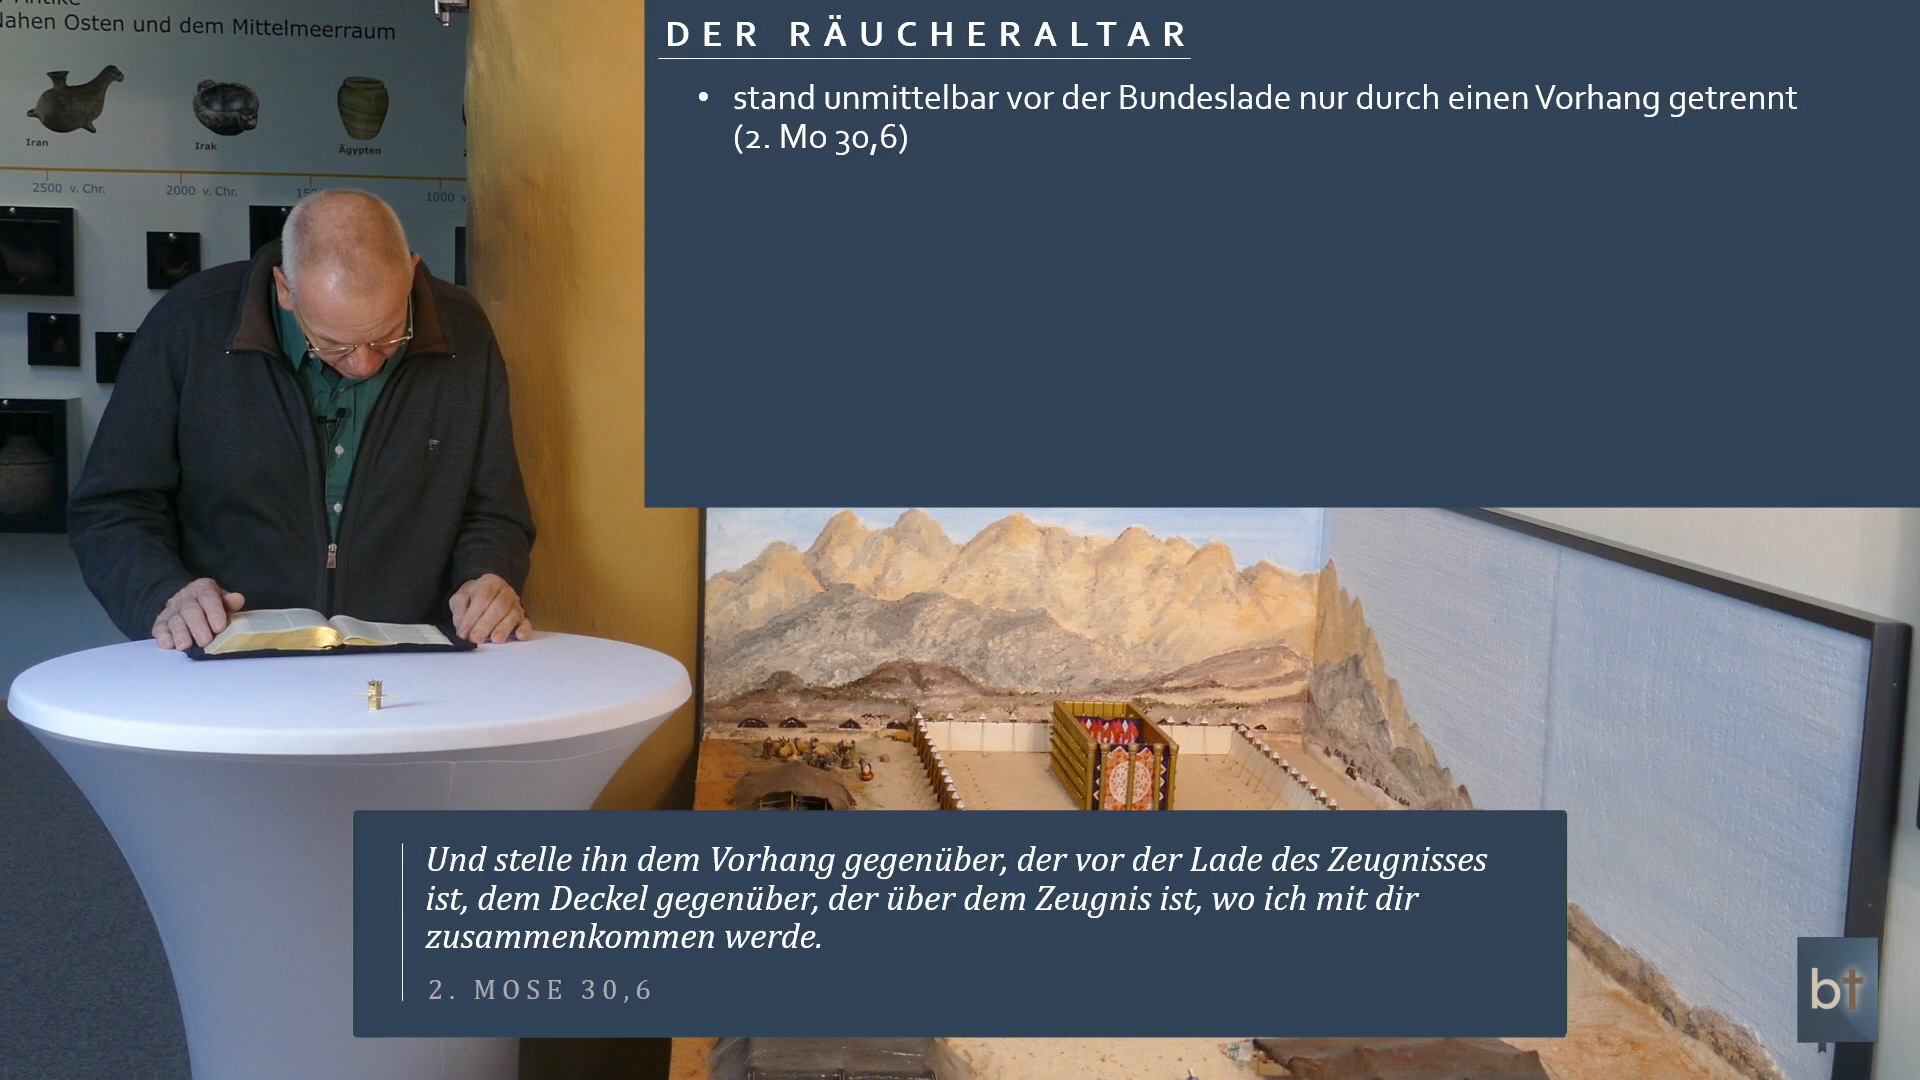 Nahen Osten und dem Mittelmeerraum
Iran
Irak
Ägypten
2500 v. Chr.
2000 v. Chr.
1000 v
DER RÄUCHERALTAR
• stand unmittelbar vor der Bundeslade nur durch einen Vorhang getrennt
(2. Mo 30,6)
Und stelle ihn dem Vorhang gegenüber, der vor der Lade des Zeugnisses
ist, dem Deckel gegenüber, der über dem Zeugnis ist, wo ich mit dir
zusammenkommen werde.
2. MOSE 30,6
bt